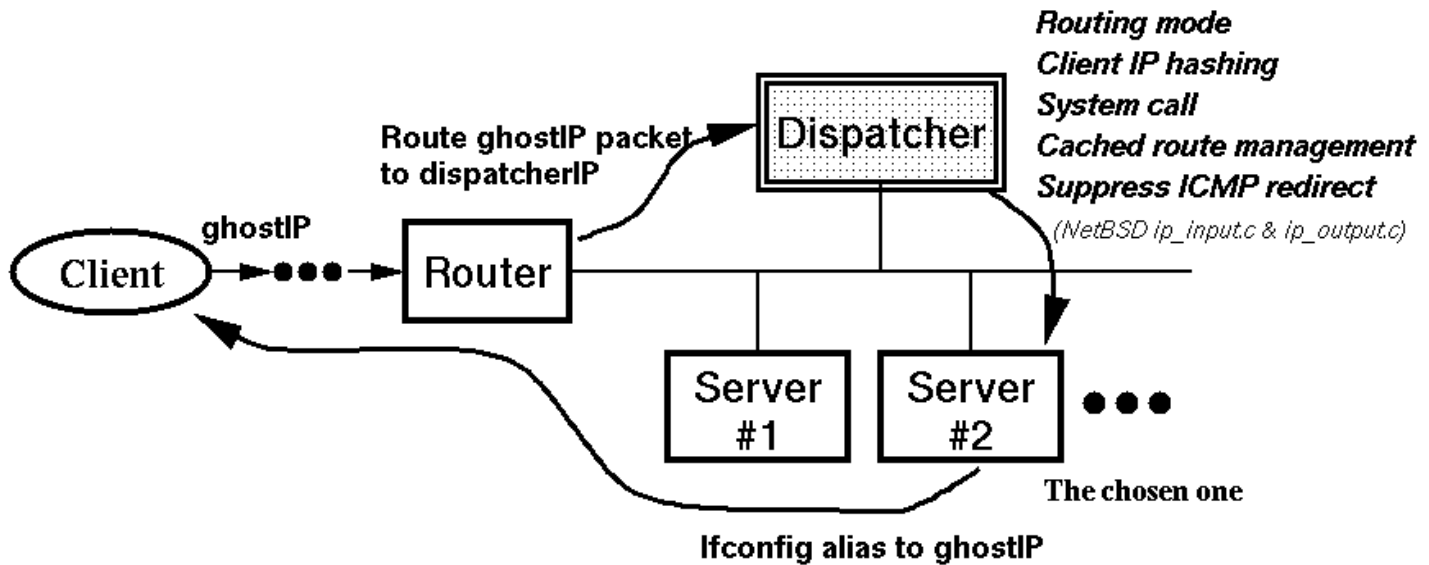 Routing mode
Client IP hashing
System call
Cached route management
Suppress ICMP redirect
(NetBSD ip_input.c & ip_output.c)
Dispatcher
Route ghostIP packet
to dispatcherIP
ghostIP
Client
Router
Server
#1
Server
#2
The chosen one
Ifconfig alias to ghostIP